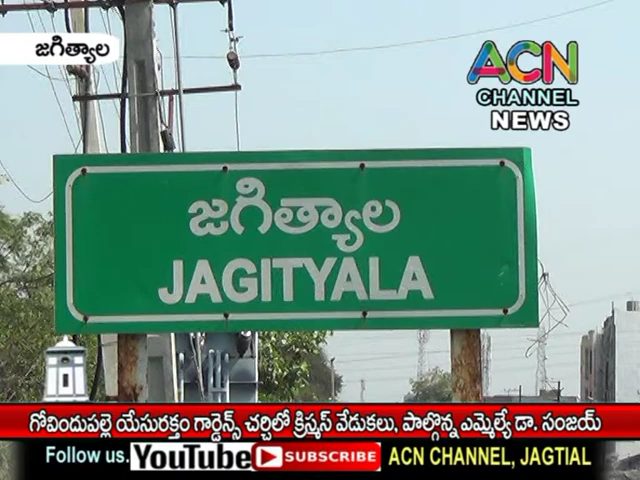 జగిత్యాల
ACN
CHANNEL
NEWS
జగిత్యాల
JAGITYALA
గోవిందుపల్లె యేసురక్తం గార్డెన్స్ చర్చిలో క్రిస్మస్ వేడుకలు, పాల్గొన్న ఎమ్మెల్యే డా. సంజయ్
Follow us. YouTube SUBSCRIBE ACN CHANNEL, JAGTIAL